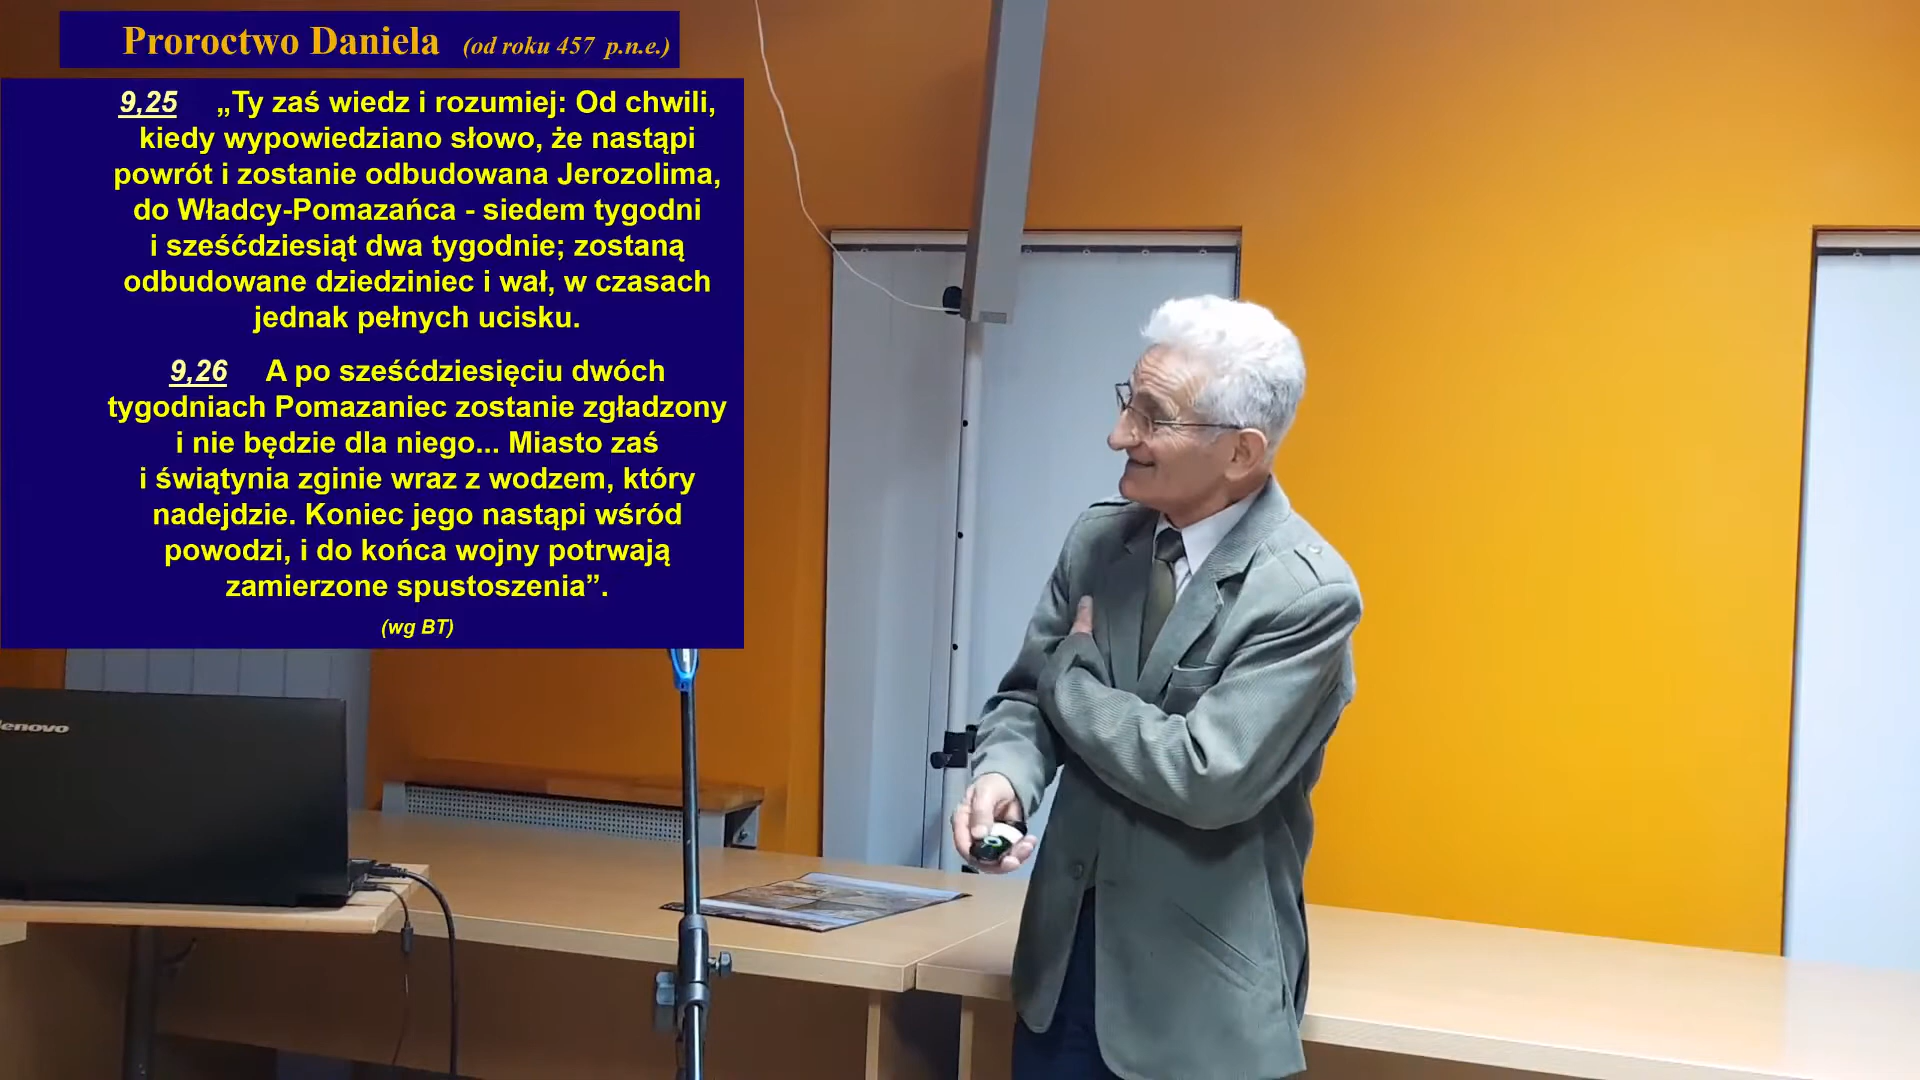 Proroctwo Daniela (od roku 457 p.n.e.)
9,25 „Ty zaś wiedz i rozumiej: Od chwili,
kiedy wypowiedziano słowo, że nastąpi
powrót i zostanie odbudowana Jerozolima,
do Władcy-Pomazańca - siedem tygodni
i sześćdziesiąt dwa tygodnie; zostaną
odbudowane dziedziniec i wał, w czasach
jednak pełnych ucisku.
9,26 A po sześćdziesięciu dwóch
tygodniach Pomazaniec zostanie zgładzony
i nie będzie dla niego... Miasto zaś
i świątynia zginie wraz z wodzem, który
nadejdzie. Koniec jego nastąpi wśród
powodzi, i do końca wojny potrwają
zamierzone spustoszenia”.
(wg BT)
lenovo